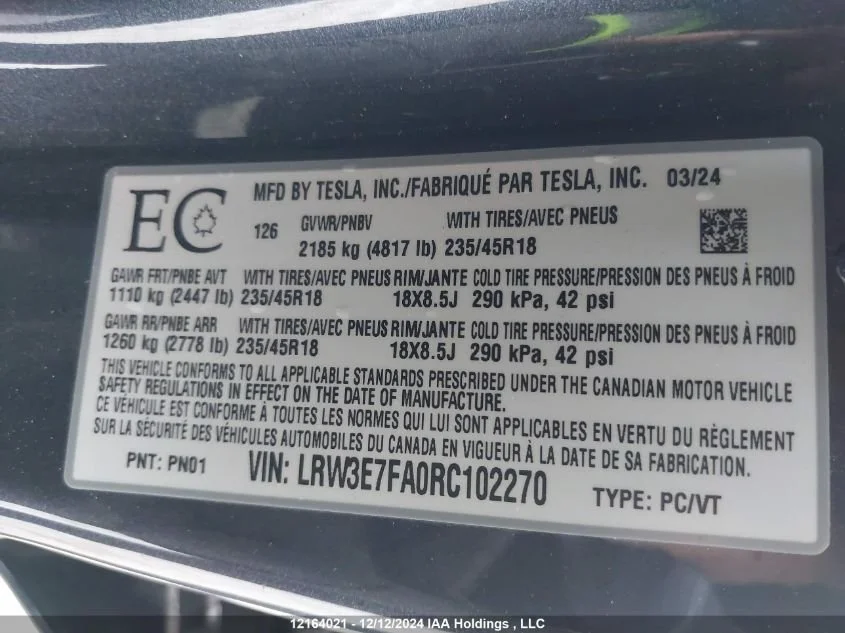 EC
MFD BY TESLA, INC./FABRIQUÉ PAR TESLA, INC. 03/24
126 GVWR/PNBV WITH TIRES/AVEC PNEUS
2185 kg (4817 lb) 235/45R18
GAWR FRT/PNBE AVT WITH TIRES/AVEC PNEUS RIM/JANTE COLD TIRE PRESSURE/PRESSION DES PNEUS À FROID
1110 kg (2447 lb) 235/45R18 18X8.5J 290 kPa, 42 psi
GAWR RR/PNBE ARR WITH TIRES/AVEC PNEUS RIM/JANTE COLD TIRE PRESSURE/PRESSION DES PNEUS À FROID
1260 kg (2778 lb) 235/45R18 18X8.5J 290 kPa, 42 psi
THIS VEHICLE CONFORMS TO ALL APPLICABLE STANDARDS PRESCRIBED UNDER THE CANADIAN MOTOR VEHICLE
SAFETY REGULATIONS IN EFFECT ON THE DATE OF MANUFACTURE.
CE VÉHICULE EST CONFORME À TOUTES LES NORMES QUI LUI SONT APPLICABLES EN VERTU DU RÈGLEMENT
SUR LA SÉCURITÉ DES VÉHICULES AUTOMOBILES DU CANADA EN VIGUEUR À LA DATE DE SA FABRICATION.
PNT: PN01 VIN: LRW3E7FA0RC102270 TYPE: PC/VT
12164021 - 12/12/2024 IAA Holdings , LLC